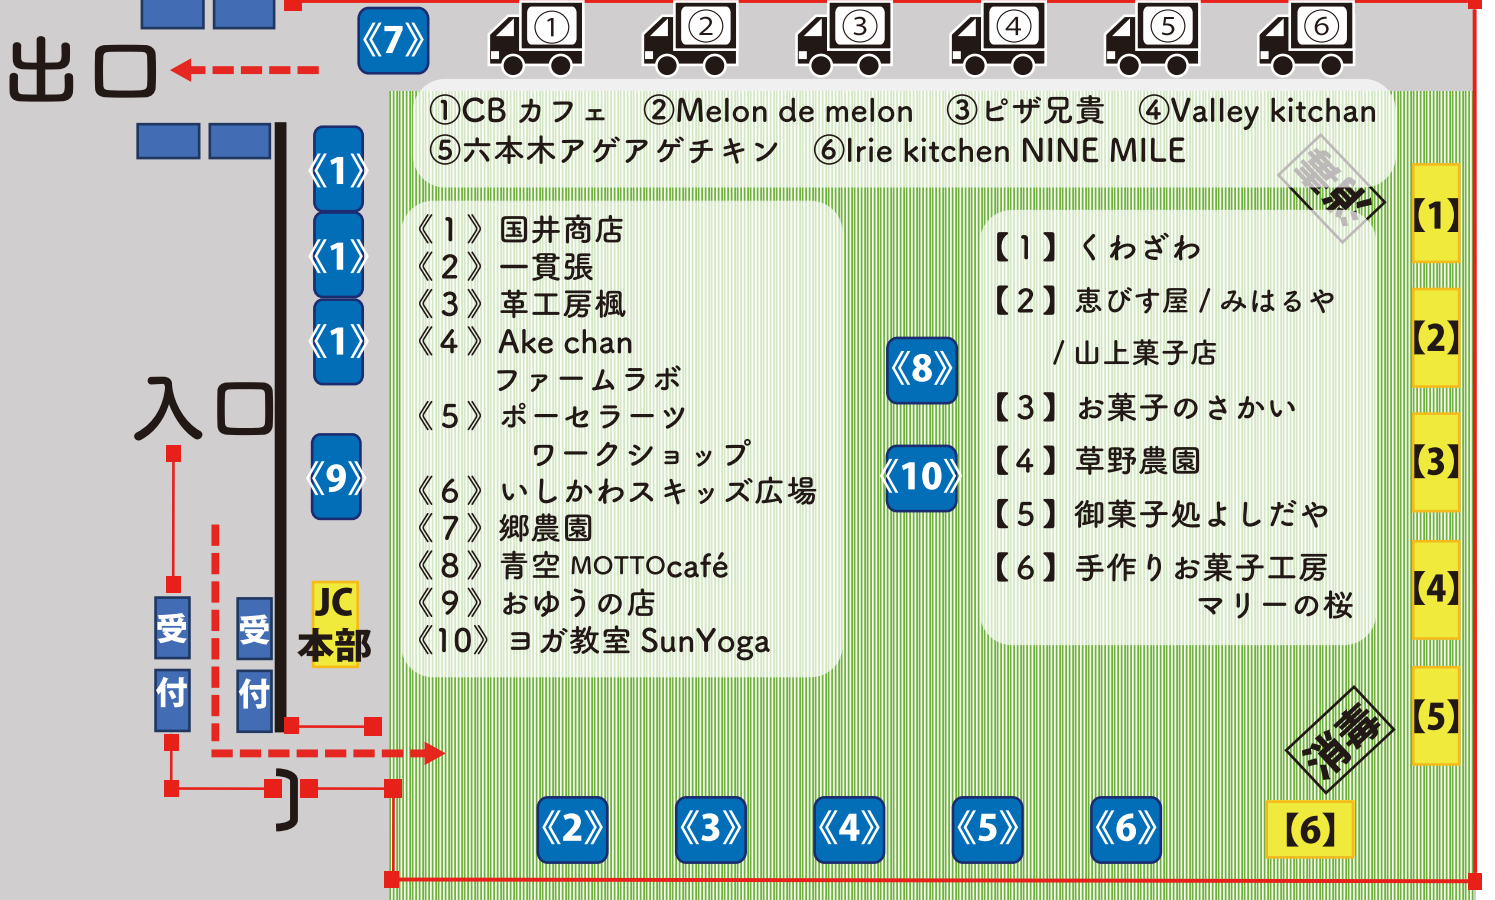 出口
《7》
①
②
③
④
⑤
⑥
①CB カフェ ②Melon de melon ③ピザ兄貴 ④Valley kitchan
⑤六本木アゲアゲチキン ⑥Irie kitchen NINE MILE
消毒
《1》
《1》
《1》
入口
《9》
受付
受付
JC
本部
《1》国井商店
《2》一貫張
《3》革工房楓
《4》Ake chan
ファームラボ
《5》ポーセラーツ
ワークショップ
《6》いしかわスキッズ広場
《7》郷農園
《8》青空 MOTTOcafé
《9》おゆうの店
《10》ヨガ教室 SunYoga
《8》
《10》
【1】くわざわ
【2】恵びす屋 / みはるや
/ 山上菓子店
【3】お菓子のさかい
【4】草野農園
【5】御菓子処よしだや
【6】手作りお菓子工房
マリーの桜
【1】
【2】
【3】
【4】
【5】
消毒
《2》
《3》
《4》
《5》
《6》
【6】